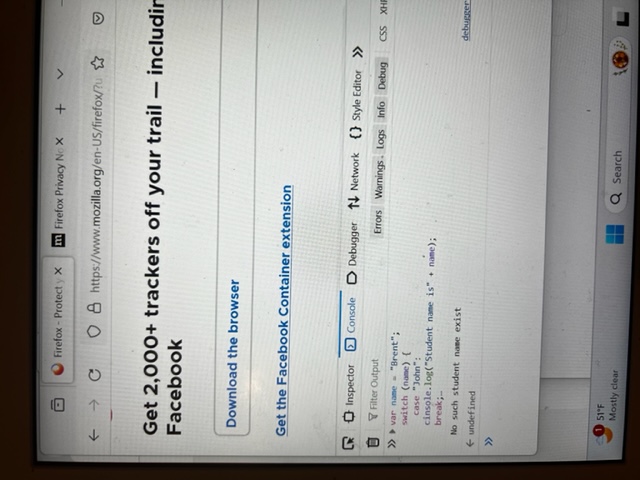 Firefox - Protect y
m Firefox Privacy No
https://www.mozilla.org/en-US/firefox/?u
Get 2,000+ trackers off your trail — includin
Facebook
Download the browser
Get the Facebook Container extension
Inspector Console Debugger Network {} Style Editor
Filter Output Errors Warnings Logs Info Debug CSS XH
var name = "Brent";
switch (name) {
case "John":
cinsole.log("Student name is" + name);
break;…
No such student name exist
debugger
undefined
1
51°F
Mostly clear
Search